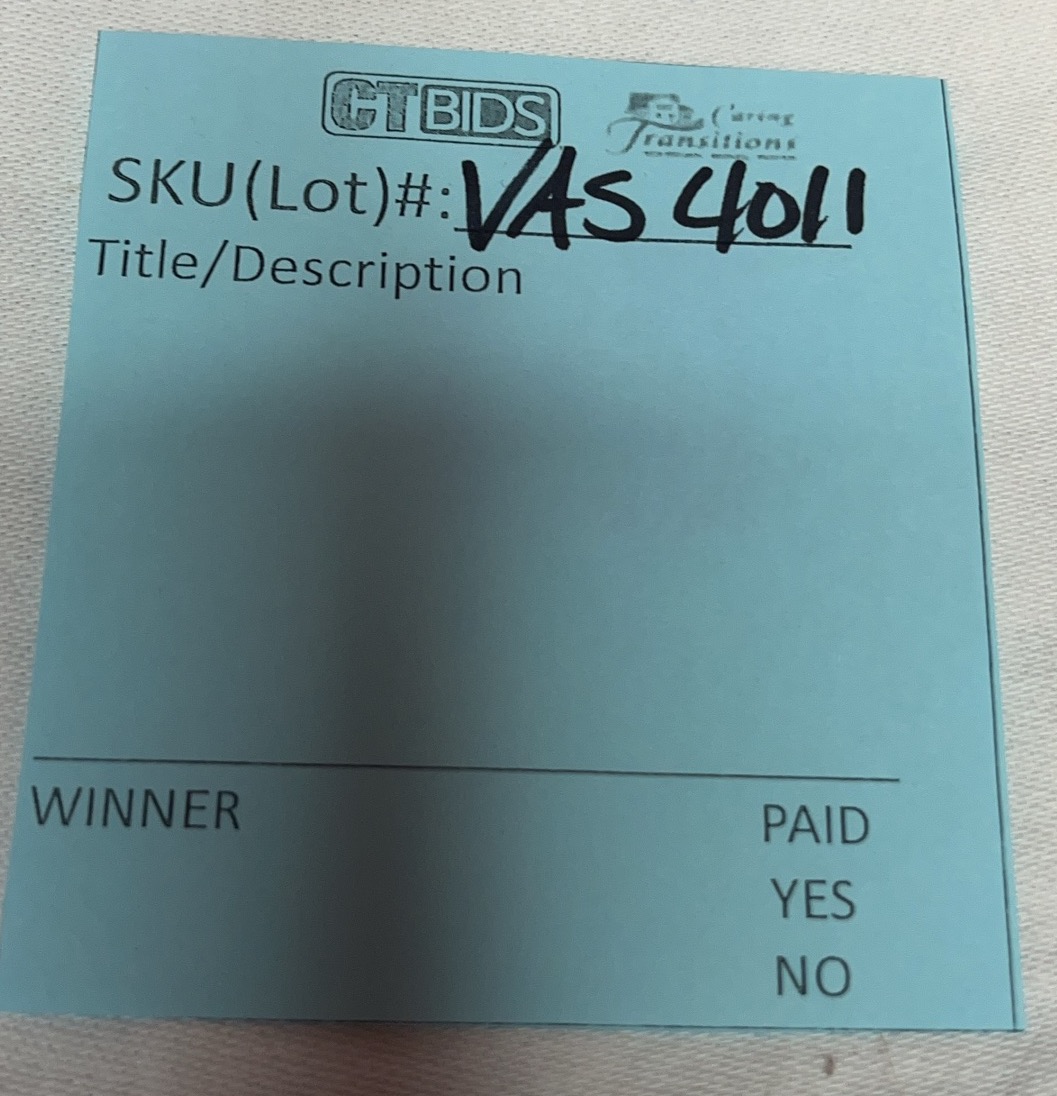 CTBIDS Caring Transitions
SKU(Lot)#: VAS 4011
Title/Description
WINNER PAID
YES
NO